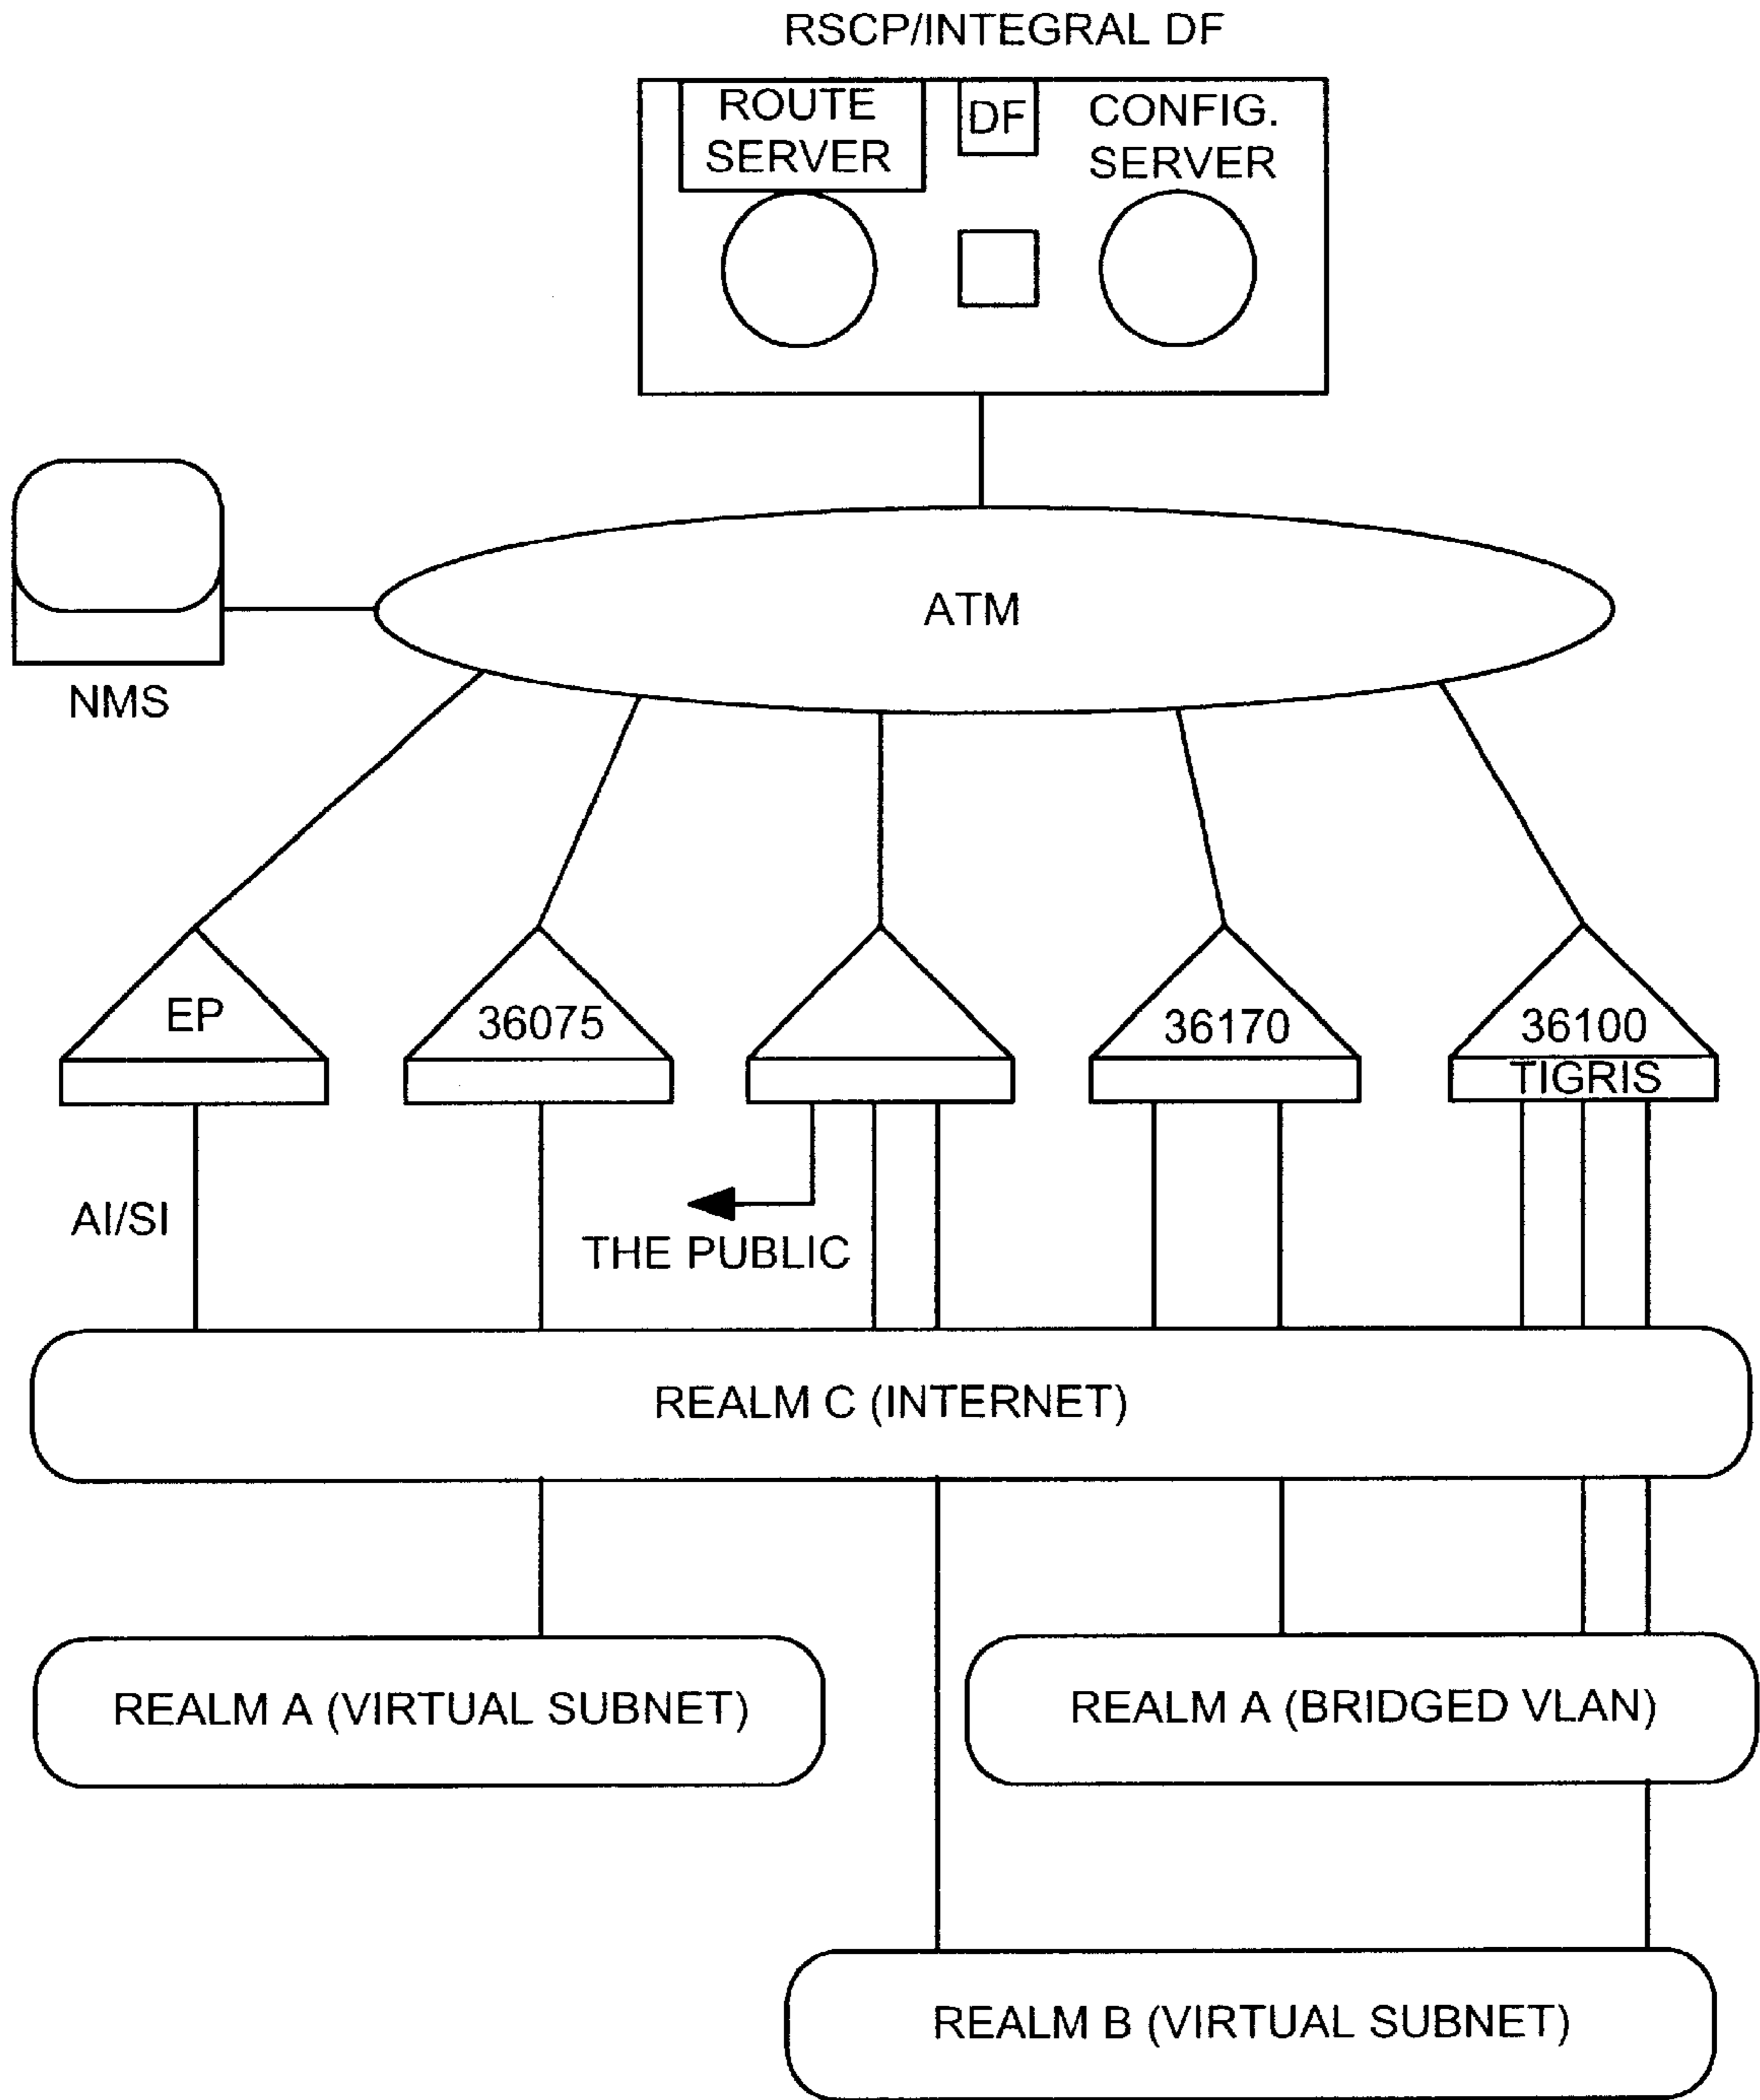 RSCP/INTEGRAL DF
ROUTE
SERVER
DF
CONFIG.
SERVER
ATM
NMS
EP
36075
36170
36100
TIGRIS
AI/SI
THE PUBLIC
REALM C (INTERNET)
REALM A (VIRTUAL SUBNET)
REALM A (BRIDGED VLAN)
REALM B (VIRTUAL SUBNET)